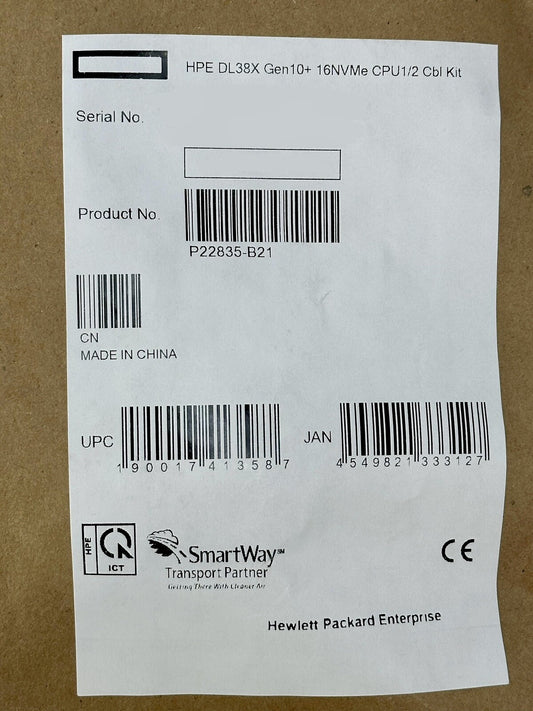 HPE DL38X Gen10+ 16NVMe CPU1/2 Cbl Kit
Serial No.
Product No.
P22835-B21
CN
MADE IN CHINA
UPC
1 90017 41358 7
JAN
4 549821 333127
HPE
ICT
SmartWay SM
Transport Partner
Getting There With Cleaner Air
CE
Hewlett Packard Enterprise